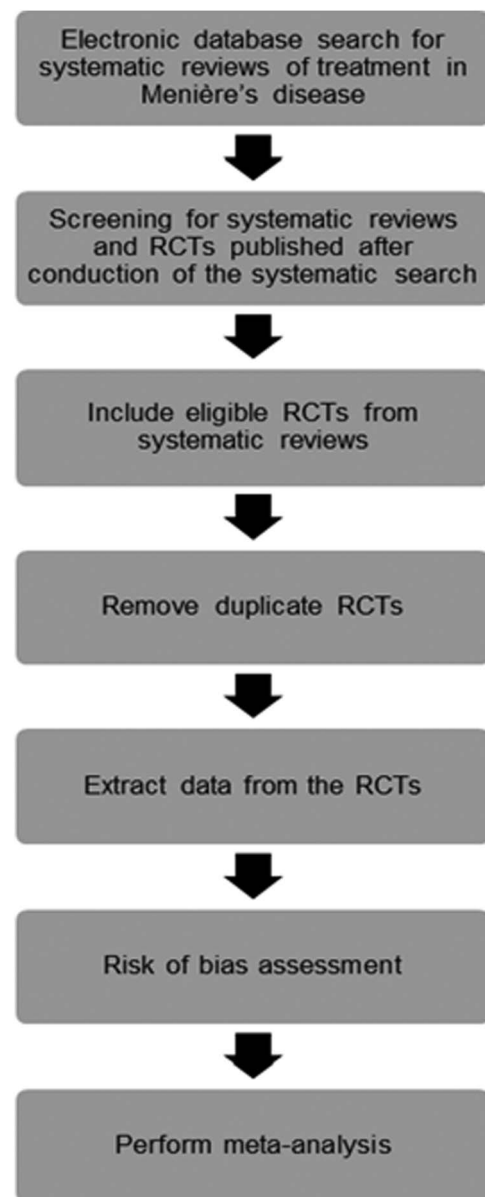 Electronic database search for
systematic reviews of treatment in
Menière's disease
Screening for systematic reviews
and RCTs published after
conduction of the systematic search
Include eligible RCTs from
systematic reviews
Remove duplicate RCTs
Extract data from the RCTs
Risk of bias assessment
Perform meta-analysis